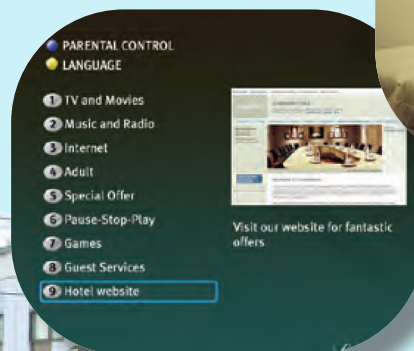 PARENTAL CONTROL
LANGUAGE
1 TV and Movies
2 Music and Radio
3 Internet
4 Adult
5 Special Offer
6 Pause-Stop-Play
7 Games
8 Guest Services
9 Hotel website
Visit our website for fantastic
offers